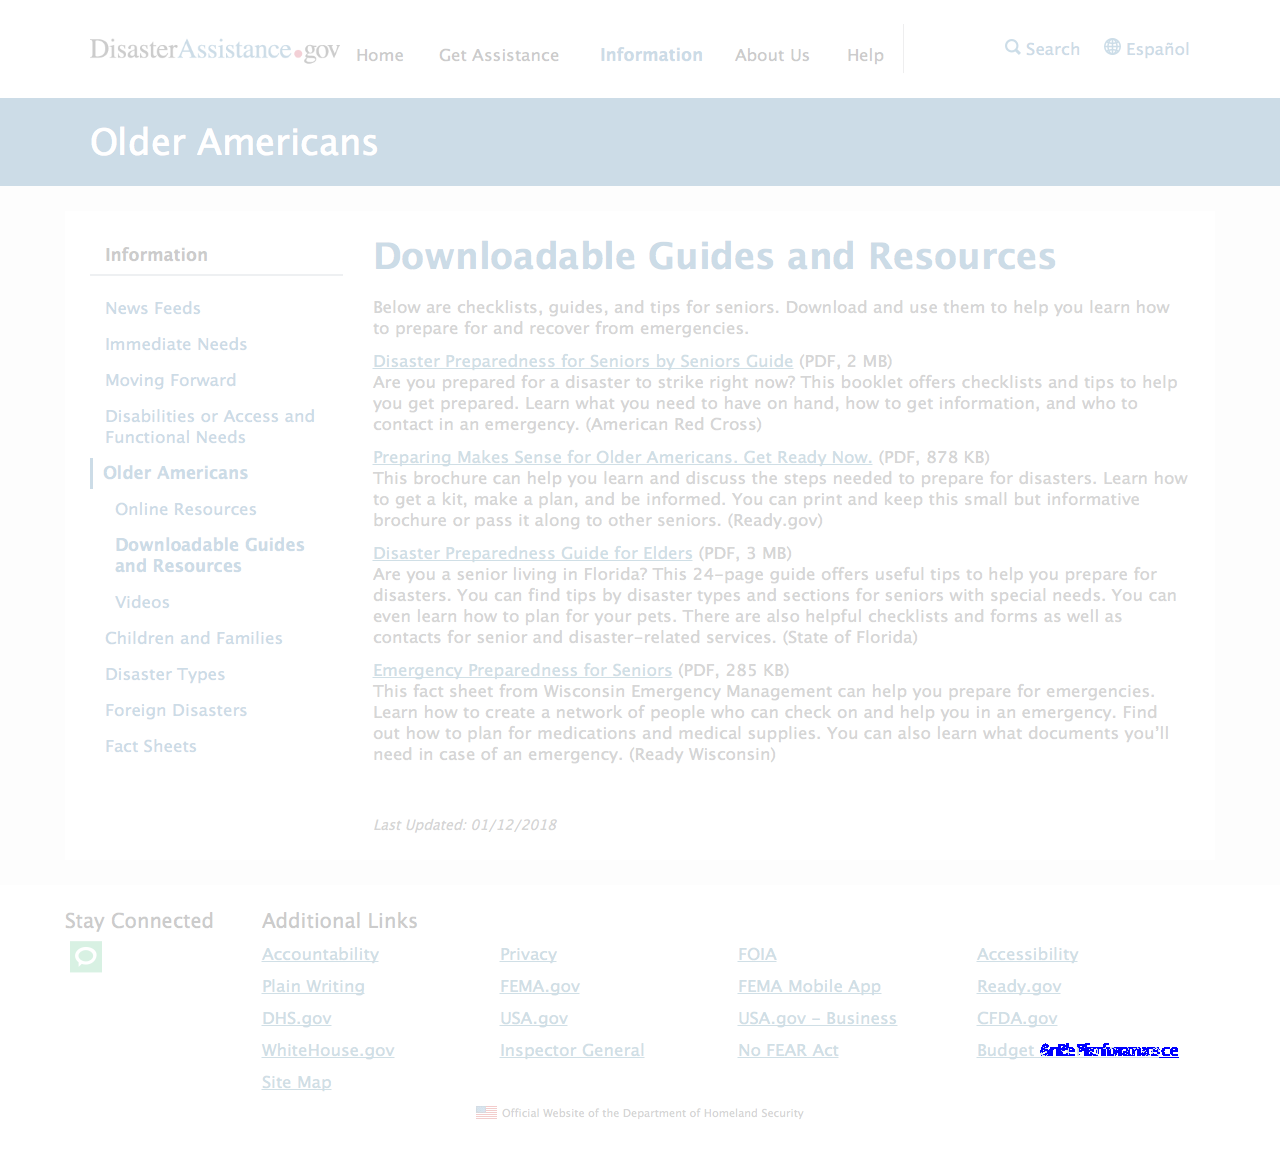 DisasterAssistance.gov Home Get Assistance Information About Us Help Search Español
Older Americans
Information
News Feeds
Immediate Needs
Moving Forward
Disabilities or Access and
Functional Needs
Older Americans
Online Resources
Downloadable Guides
and Resources
Videos
Children and Families
Disaster Types
Foreign Disasters
Fact Sheets
Downloadable Guides and Resources
Below are checklists, guides, and tips for seniors. Download and use them to help you learn how
to prepare for and recover from emergencies.
Disaster Preparedness for Seniors by Seniors Guide (PDF, 2 MB)
Are you prepared for a disaster to strike right now? This booklet offers checklists and tips to help
you get prepared. Learn what you need to have on hand, how to get information, and who to
contact in an emergency. (American Red Cross)
Preparing Makes Sense for Older Americans. Get Ready Now. (PDF, 878 KB)
This brochure can help you learn and discuss the steps needed to prepare for disasters. Learn how
to get a kit, make a plan, and be informed. You can print and keep this small but informative
brochure or pass it along to other seniors. (Ready.gov)
Disaster Preparedness Guide for Elders (PDF, 3 MB)
Are you a senior living in Florida? This 24-page guide offers useful tips to help you prepare for
disasters. You can find tips by disaster types and sections for seniors with special needs. You can
even learn how to plan for your pets. There are also helpful checklists and forms as well as
contacts for senior and disaster-related services. (State of Florida)
Emergency Preparedness for Seniors (PDF, 285 KB)
This fact sheet from Wisconsin Emergency Management can help you prepare for emergencies.
Learn how to create a network of people who can check on and help you in an emergency. Find
out how to plan for medications and medical supplies. You can also learn what documents you'll
need in case of an emergency. (Ready Wisconsin)
Last Updated: 01/12/2018
Stay Connected
Additional Links
Accountability Privacy FOIA Accessibility
Plain Writing FEMA.gov FEMA Mobile App Ready.gov
DHS.gov USA.gov USA.gov - Business CFDA.gov
WhiteHouse.gov Inspector General No FEAR Act Budget
Site Map
Official Website of the Department of Homeland Security